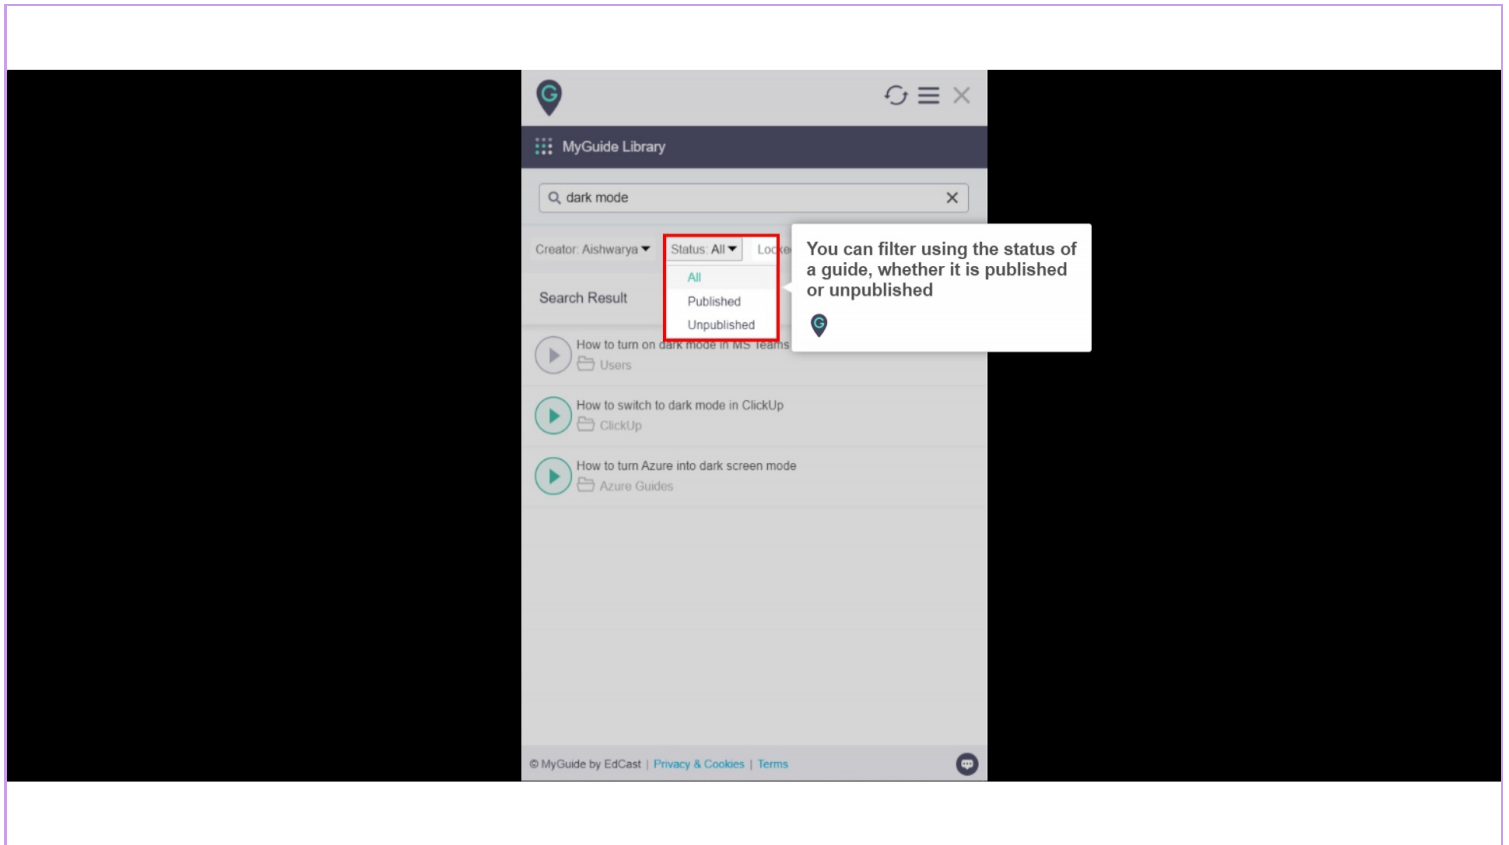 G
MyGuide Library
dark mode
Creator: Aishwarya
Status: All
All
Published
Unpublished
You can filter using the status of
a guide, whether it is published
or unpublished
G
Search Result
How to turn on dark mode in MS Teams
Users
How to switch to dark mode in ClickUp
ClickUp
How to turn Azure into dark screen mode
Azure Guides
© MyGuide by EdCast | Privacy & Cookies | Terms